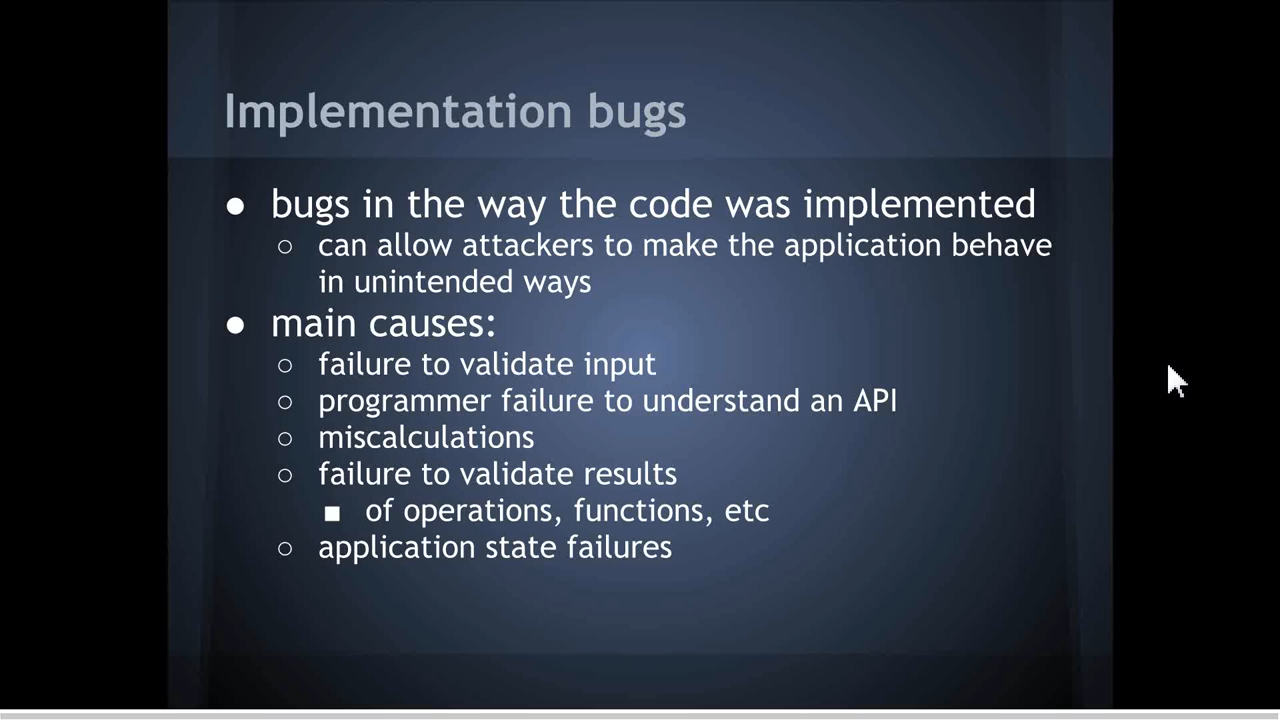 Implementation bugs
● bugs in the way the code was implemented
○ can allow attackers to make the application behave
in unintended ways
● main causes:
○ failure to validate input
○ programmer failure to understand an API
○ miscalculations
○ failure to validate results
■ of operations, functions, etc
○ application state failures